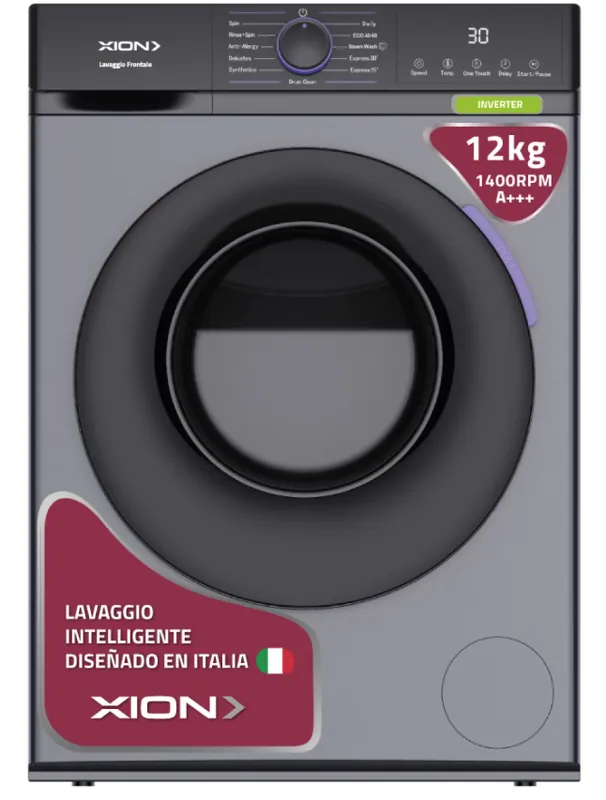 XION
Lavaggio Frontale
Spin
Rinse+Spin
Anti-Allergy
Delicates
Synthetics
Drum Clean
Daily
ECO 40-60
Steam Wash
Express 30'
Express 15'
30
Speed
Temp.
One Touch
Delay
Start/Pause
INVERTER
12kg
1400RPM
A+++
LAVAGGIO
INTELLIGENTE
DISEÑADO EN ITALIA
XION